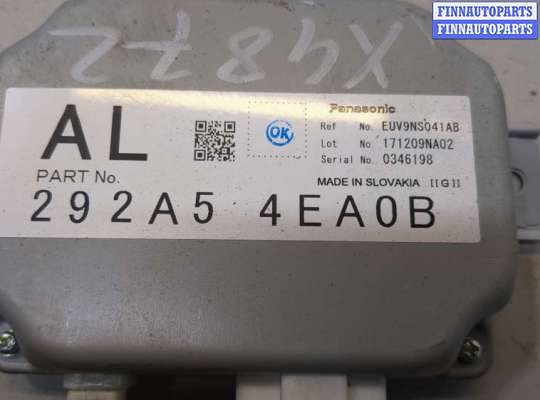 FINNAUTOPARTS
FINNAUTOPARTS
X4872
AL
OK
Panasonic
Ref No. EUV9NS041AB
Lot No 171209NA02
Serial No. 0346198
PART No.
MADE IN SLOVAKIA [[G]]
292A5 4EA0B